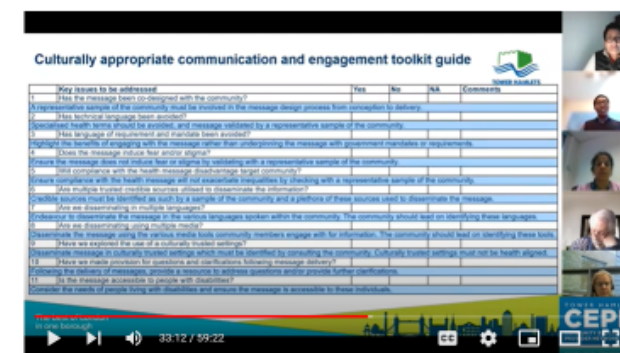 Culturally appropriate communication and engagement toolkit guide
TOWER HAMLETS
Key issues to be addressed Yes No NA Comments
1 Has the message been co-designed with the community?
A representative sample of the community must be involved in the message design process from conception to delivery.
2 Has technical language been avoided?
Specialised health terms should be avoided, and message validated by a representative sample of the community.
3 Has language of requirement and mandate been avoided?
Highlight the benefits of engaging with the message rather than underpinning the message with government mandates or requirements.
4 Does the message induce fear and/or stigma?
Ensure the message does not induce fear or stigma by validating with a representative sample of the community.
5 Will compliance with the health message disadvantage target community?
Ensure compliance with the health message will not exacerbate inequalities by checking with a representative sample of the community.
6 Are multiple trusted credible sources utilised to disseminate the information?
Credible sources must be identified as such by a sample of the community and a plethora of these sources used to disseminate the message.
7 Are we disseminating in multiple languages?
Endeavour to disseminate the message in the various languages spoken within the community. The community should lead on identifying these languages.
8 Are we disseminating using multiple media?
Disseminate the message using the various media tools community members engage with for information. The community should lead on identifying these tools.
9 Have we explored the use of a culturally trusted settings?
Disseminate message in culturally trusted settings which must be identified by consulting the community. Culturally trusted settings must not be health aligned.
10 Have we made provision for questions and clarifications following message delivery?
Following the delivery of messages, provide a resource to address questions and/or provide further clarifications.
11 Is the message accessible to people with disabilities?
Consider the needs of people living with disabilities and ensure the message is accessible to these individuals.
in one borough
TOWER HAM
CEP
33:12 / 59:22
CC